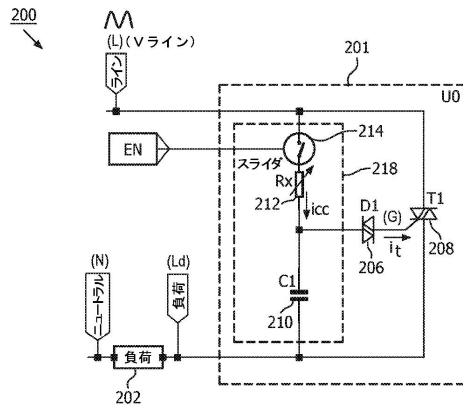 200
(L)(Vライン)
ライン
201
U0
EN
スライダ
214
Rx
212
icc
218
D1
(G)
T1
it
206
208
C1
210
(N)
ニュートラル
(Ld)
負荷
負荷
202